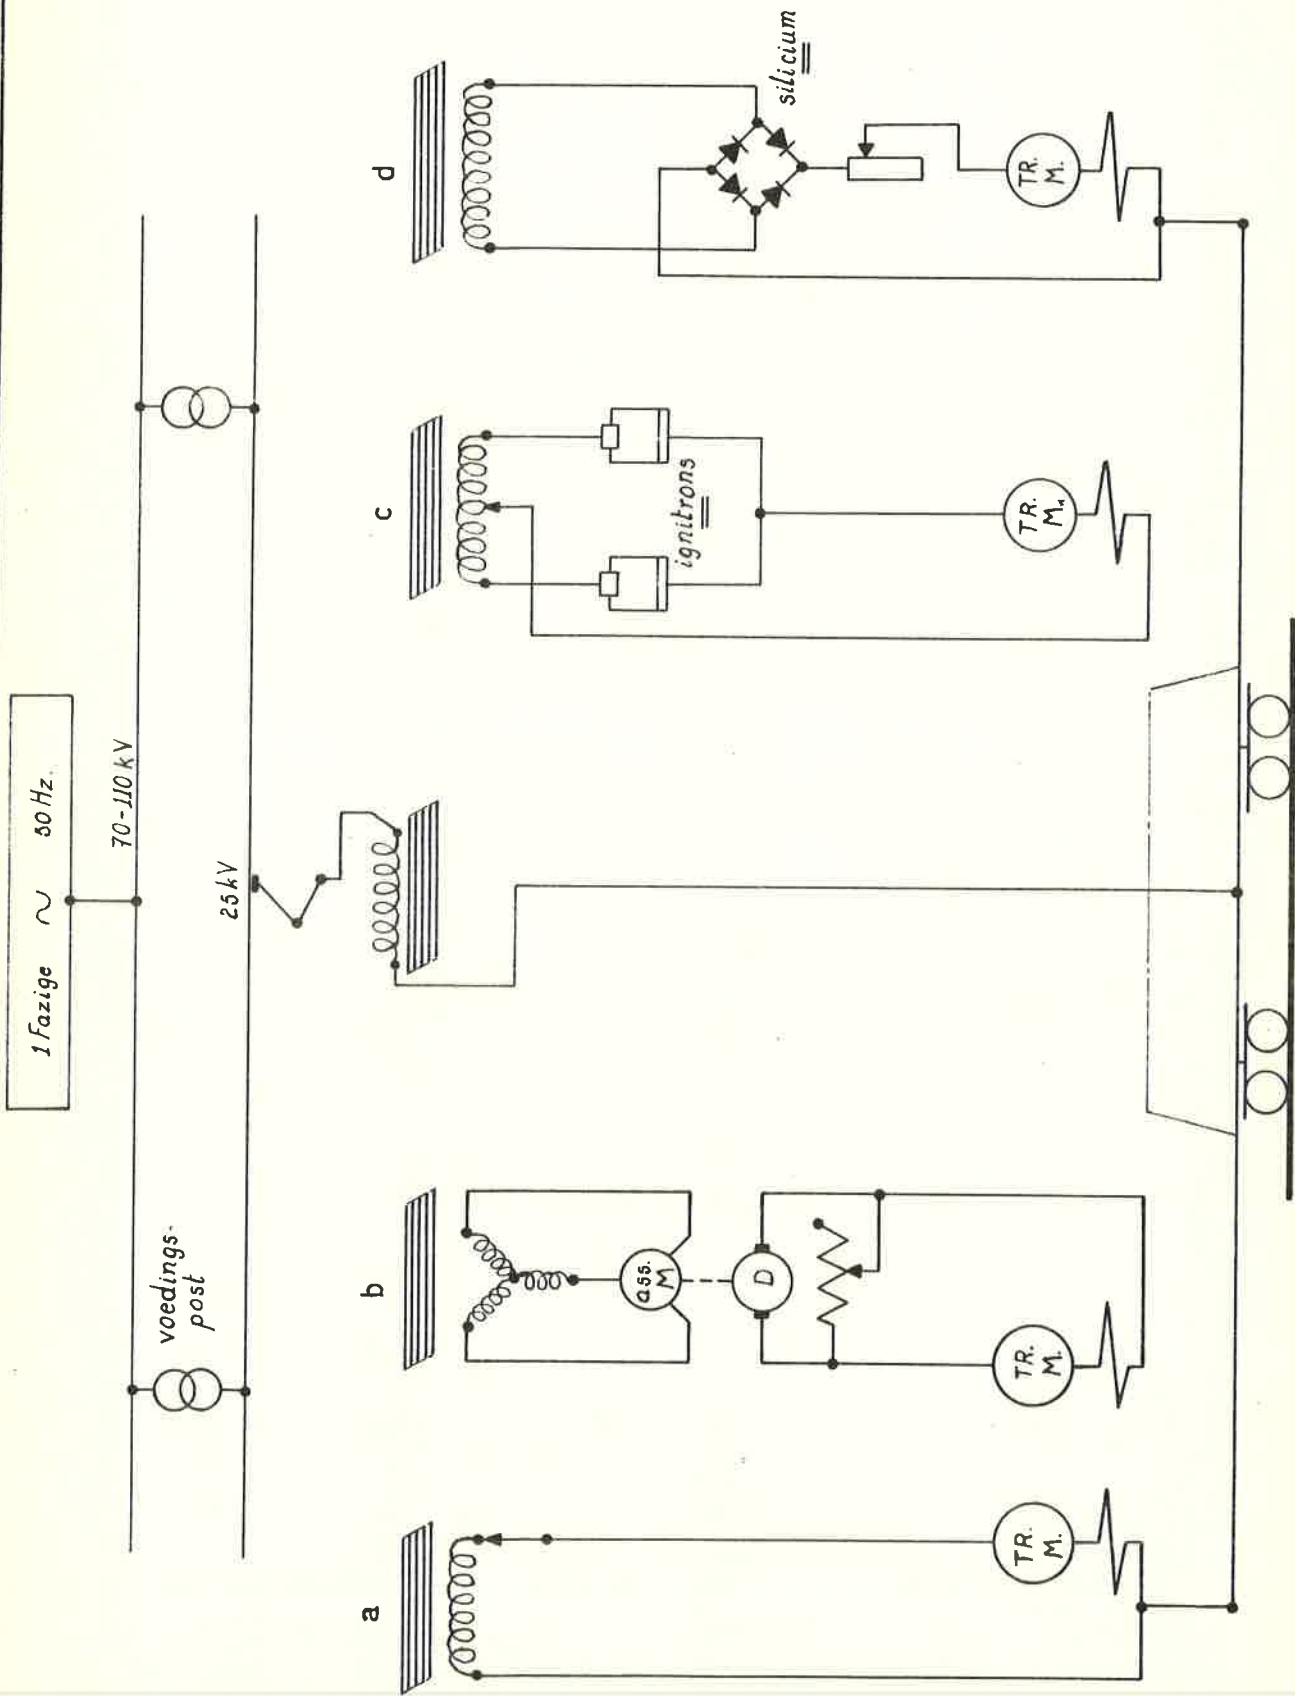 1 Fazige ~ 50 Hz.
70-110 kV
25 kV
voedings-
post
a
b
c
d
ass.
M
D
ignitrons
silicium
TR.
M.
TR.
M.
TR.
M.
TR.
M.